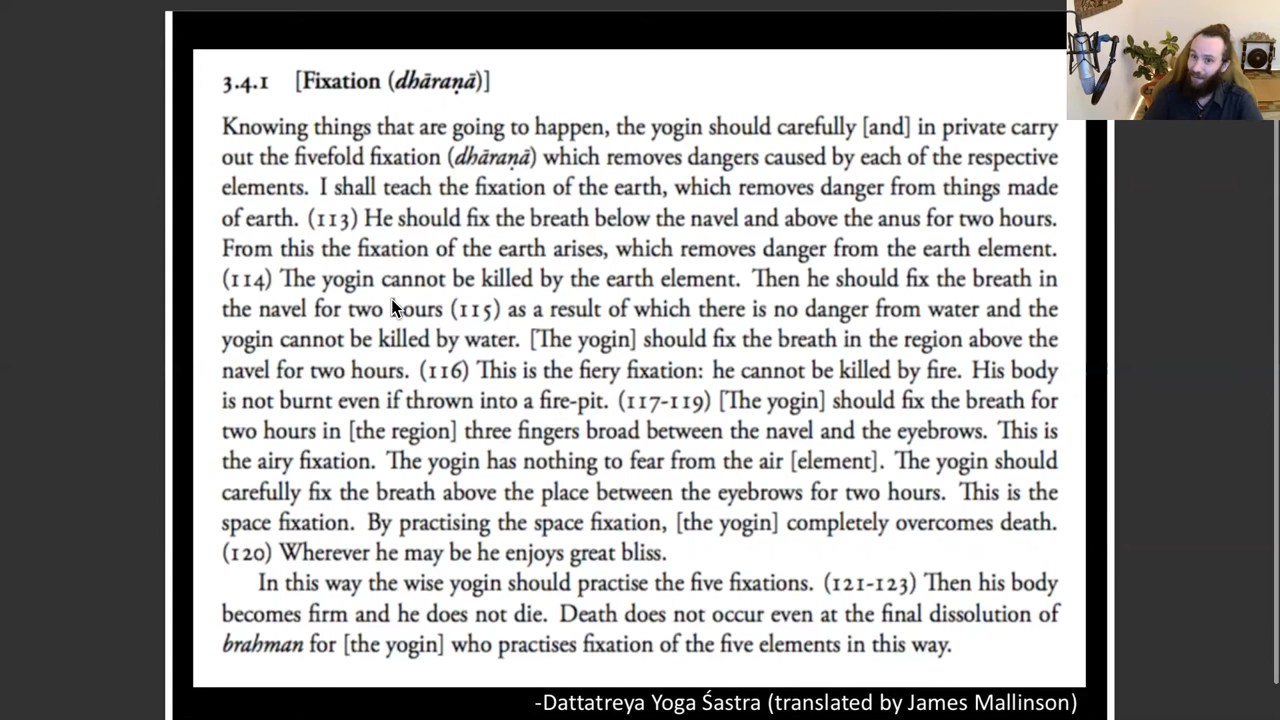 3.4.1 [Fixation (dhāraṇā)]
Knowing things that are going to happen, the yogin should carefully [and] in private carry
out the fivefold fixation (dhāraṇā) which removes dangers caused by each of the respective
elements. I shall teach the fixation of the earth, which removes danger from things made
of earth. (113) He should fix the breath below the navel and above the anus for two hours.
From this the fixation of the earth arises, which removes danger from the earth element.
(114) The yogin cannot be killed by the earth element. Then he should fix the breath in
the navel for two hours (115) as a result of which there is no danger from water and the
yogin cannot be killed by water. [The yogin] should fix the breath in the region above the
navel for two hours. (116) This is the fiery fixation: he cannot be killed by fire. His body
is not burnt even if thrown into a fire-pit. (117-119) [The yogin] should fix the breath for
two hours in [the region] three fingers broad between the navel and the eyebrows. This is
the airy fixation. The yogin has nothing to fear from the air [element]. The yogin should
carefully fix the breath above the place between the eyebrows for two hours. This is the
space fixation. By practising the space fixation, [the yogin] completely overcomes death.
(120) Wherever he may be he enjoys great bliss.
In this way the wise yogin should practise the five fixations. (121-123) Then his body
becomes firm and he does not die. Death does not occur even at the final dissolution of
brahman for [the yogin] who practises fixation of the five elements in this way.
-Dattatreya Yoga Śastra (translated by James Mallinson)